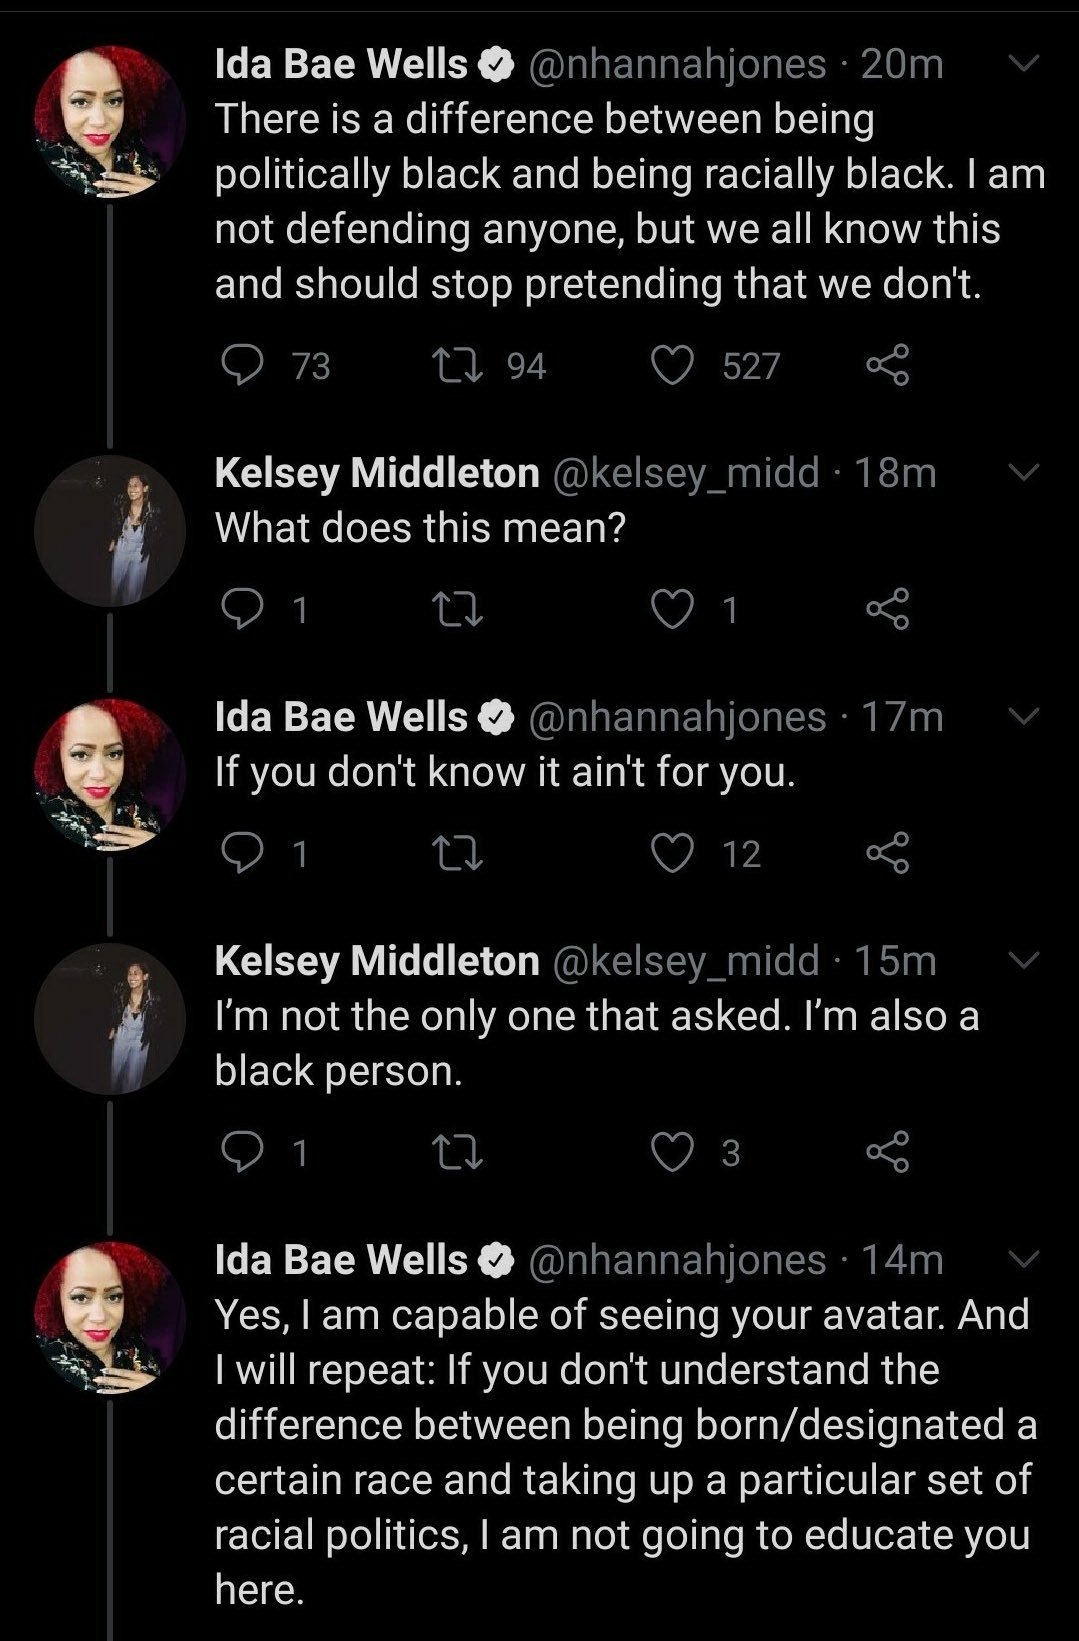 Ida Bae Wells @nhannahjones · 20m
There is a difference between being
politically black and being racially black. I am
not defending anyone, but we all know this
and should stop pretending that we don't.
73 94 527
Kelsey Middleton @kelsey_midd · 18m
What does this mean?
1 1
Ida Bae Wells @nhannahjones · 17m
If you don't know it ain't for you.
1 12
Kelsey Middleton @kelsey_midd · 15m
I’m not the only one that asked. I’m also a
black person.
1 3
Ida Bae Wells @nhannahjones · 14m
Yes, I am capable of seeing your avatar. And
I will repeat: If you don't understand the
difference between being born/designated a
certain race and taking up a particular set of
racial politics, I am not going to educate you
here.